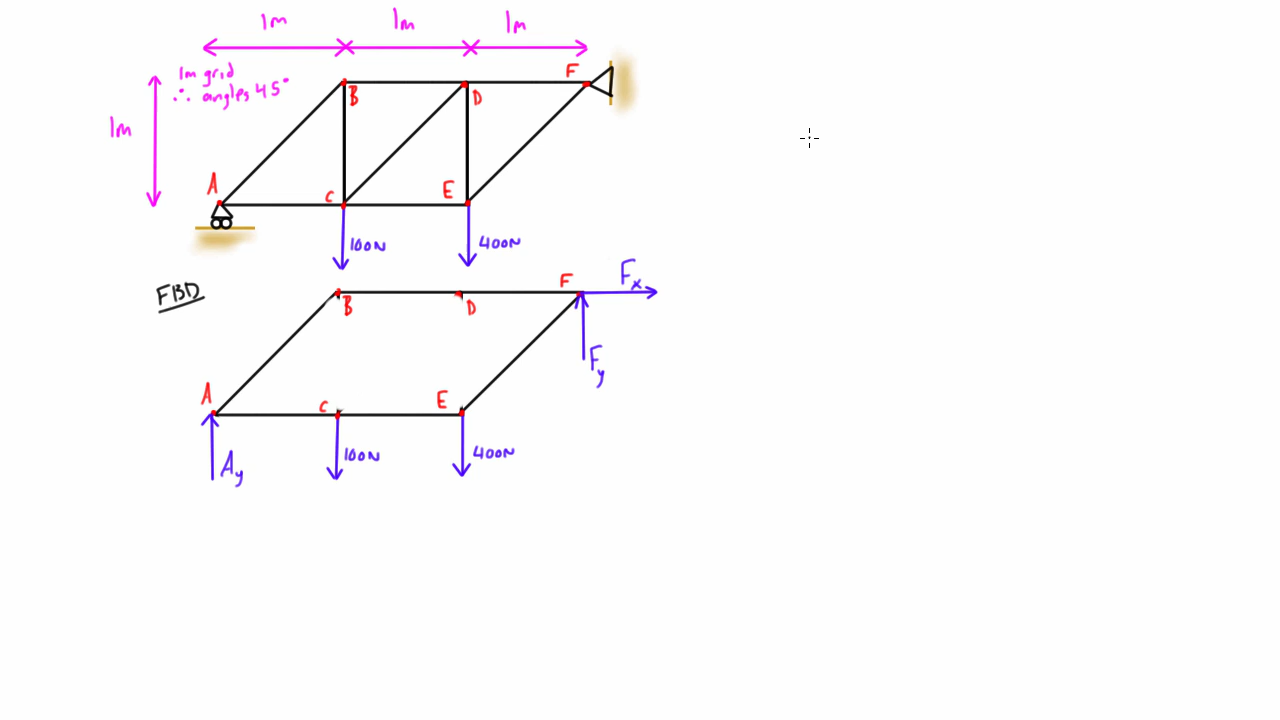 1m 1m 1m
1m grid
∴ angles 45°
1m
A B C D E F
100N 400N
FBD
A B C D E F
Fx
Fy
Ay
100N 400N